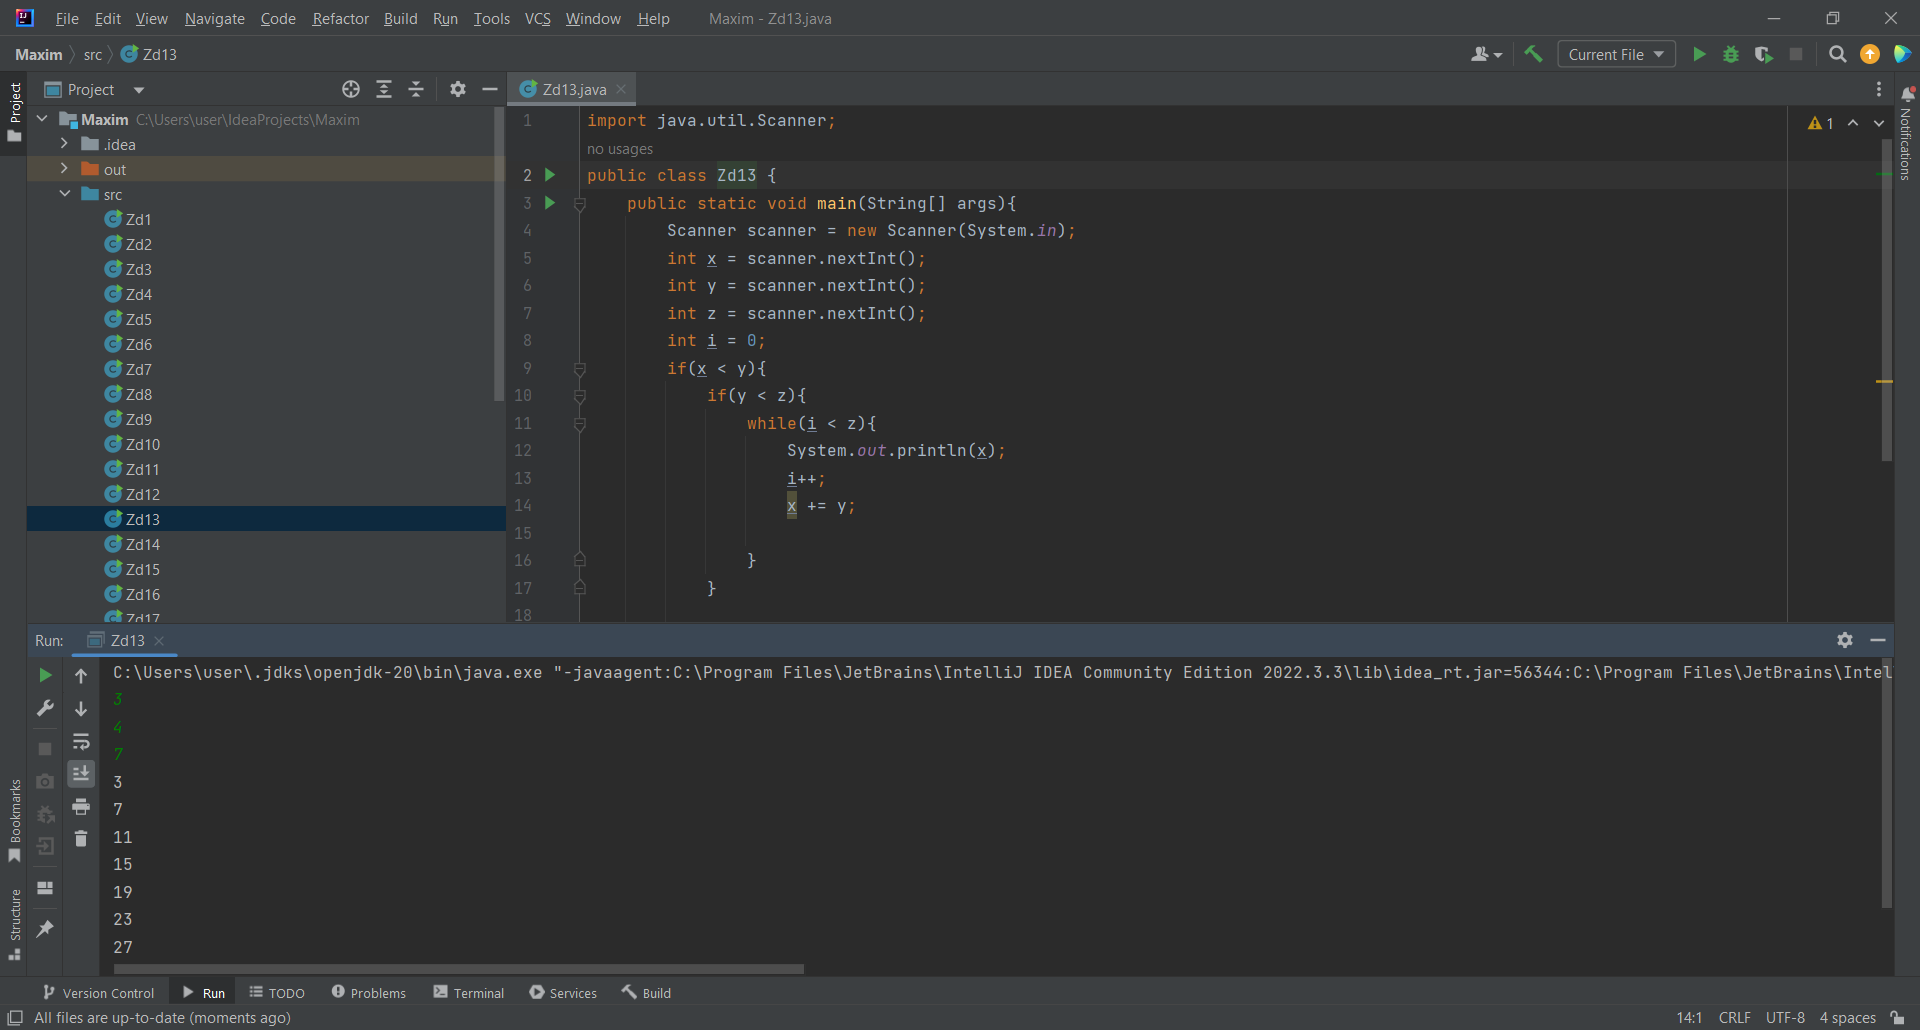 File Edit View Navigate Code Refactor Build Run Tools VCS Window Help Maxim - Zd13.java
Maxim src Zd13 Current File
Project
Project
Zd13.java
Notifications
Maxim C:\Users\user\IdeaProjects\Maxim
.idea
out
src
Zd1
Zd2
Zd3
Zd4
Zd5
Zd6
Zd7
Zd8
Zd9
Zd10
Zd11
Zd12
Zd13
Zd14
Zd15
Zd16
Zd17
1 import java.util.Scanner;
no usages
2 public class Zd13 {
3 public static void main(String[] args){
4 Scanner scanner = new Scanner(System.in);
5 int x = scanner.nextInt();
6 int y = scanner.nextInt();
7 int z = scanner.nextInt();
8 int i = 0;
9 if(x < y){
10 if(y < z){
11 while(i < z){
12 System.out.println(x);
13 i++;
14 x += y;
15
16 }
17 }
18
1
Run: Zd13
C:\Users\user\.jdks\openjdk-20\bin\java.exe "-javaagent:C:\Program Files\JetBrains\IntelliJ IDEA Community Edition 2022.3.3\lib\idea_rt.jar=56344:C:\Program Files\JetBrains\Intel
3
4
7
3
7
11
15
19
23
27
Bookmarks
Structure
Version Control Run TODO Problems Terminal Services Build
All files are up-to-date (moments ago) 14:1 CRLF UTF-8 4 spaces